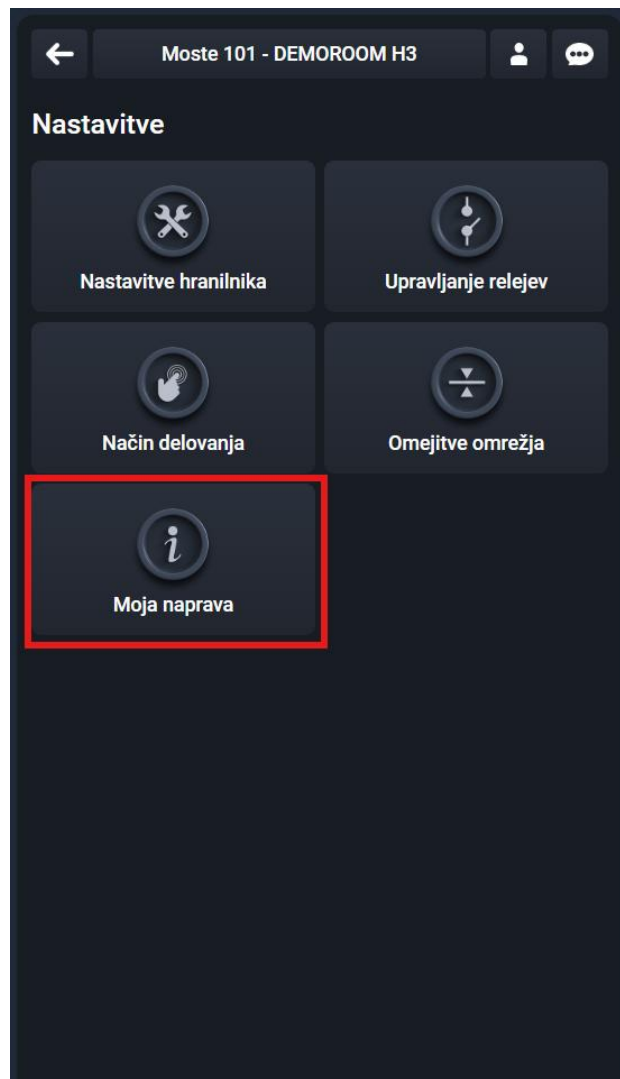 Moste 101 - DEMOROOM H3
Nastavitve
Nastavitve hranilnika
Upravljanje relejev
Način delovanja
Omejitve omrežja
Moja naprava